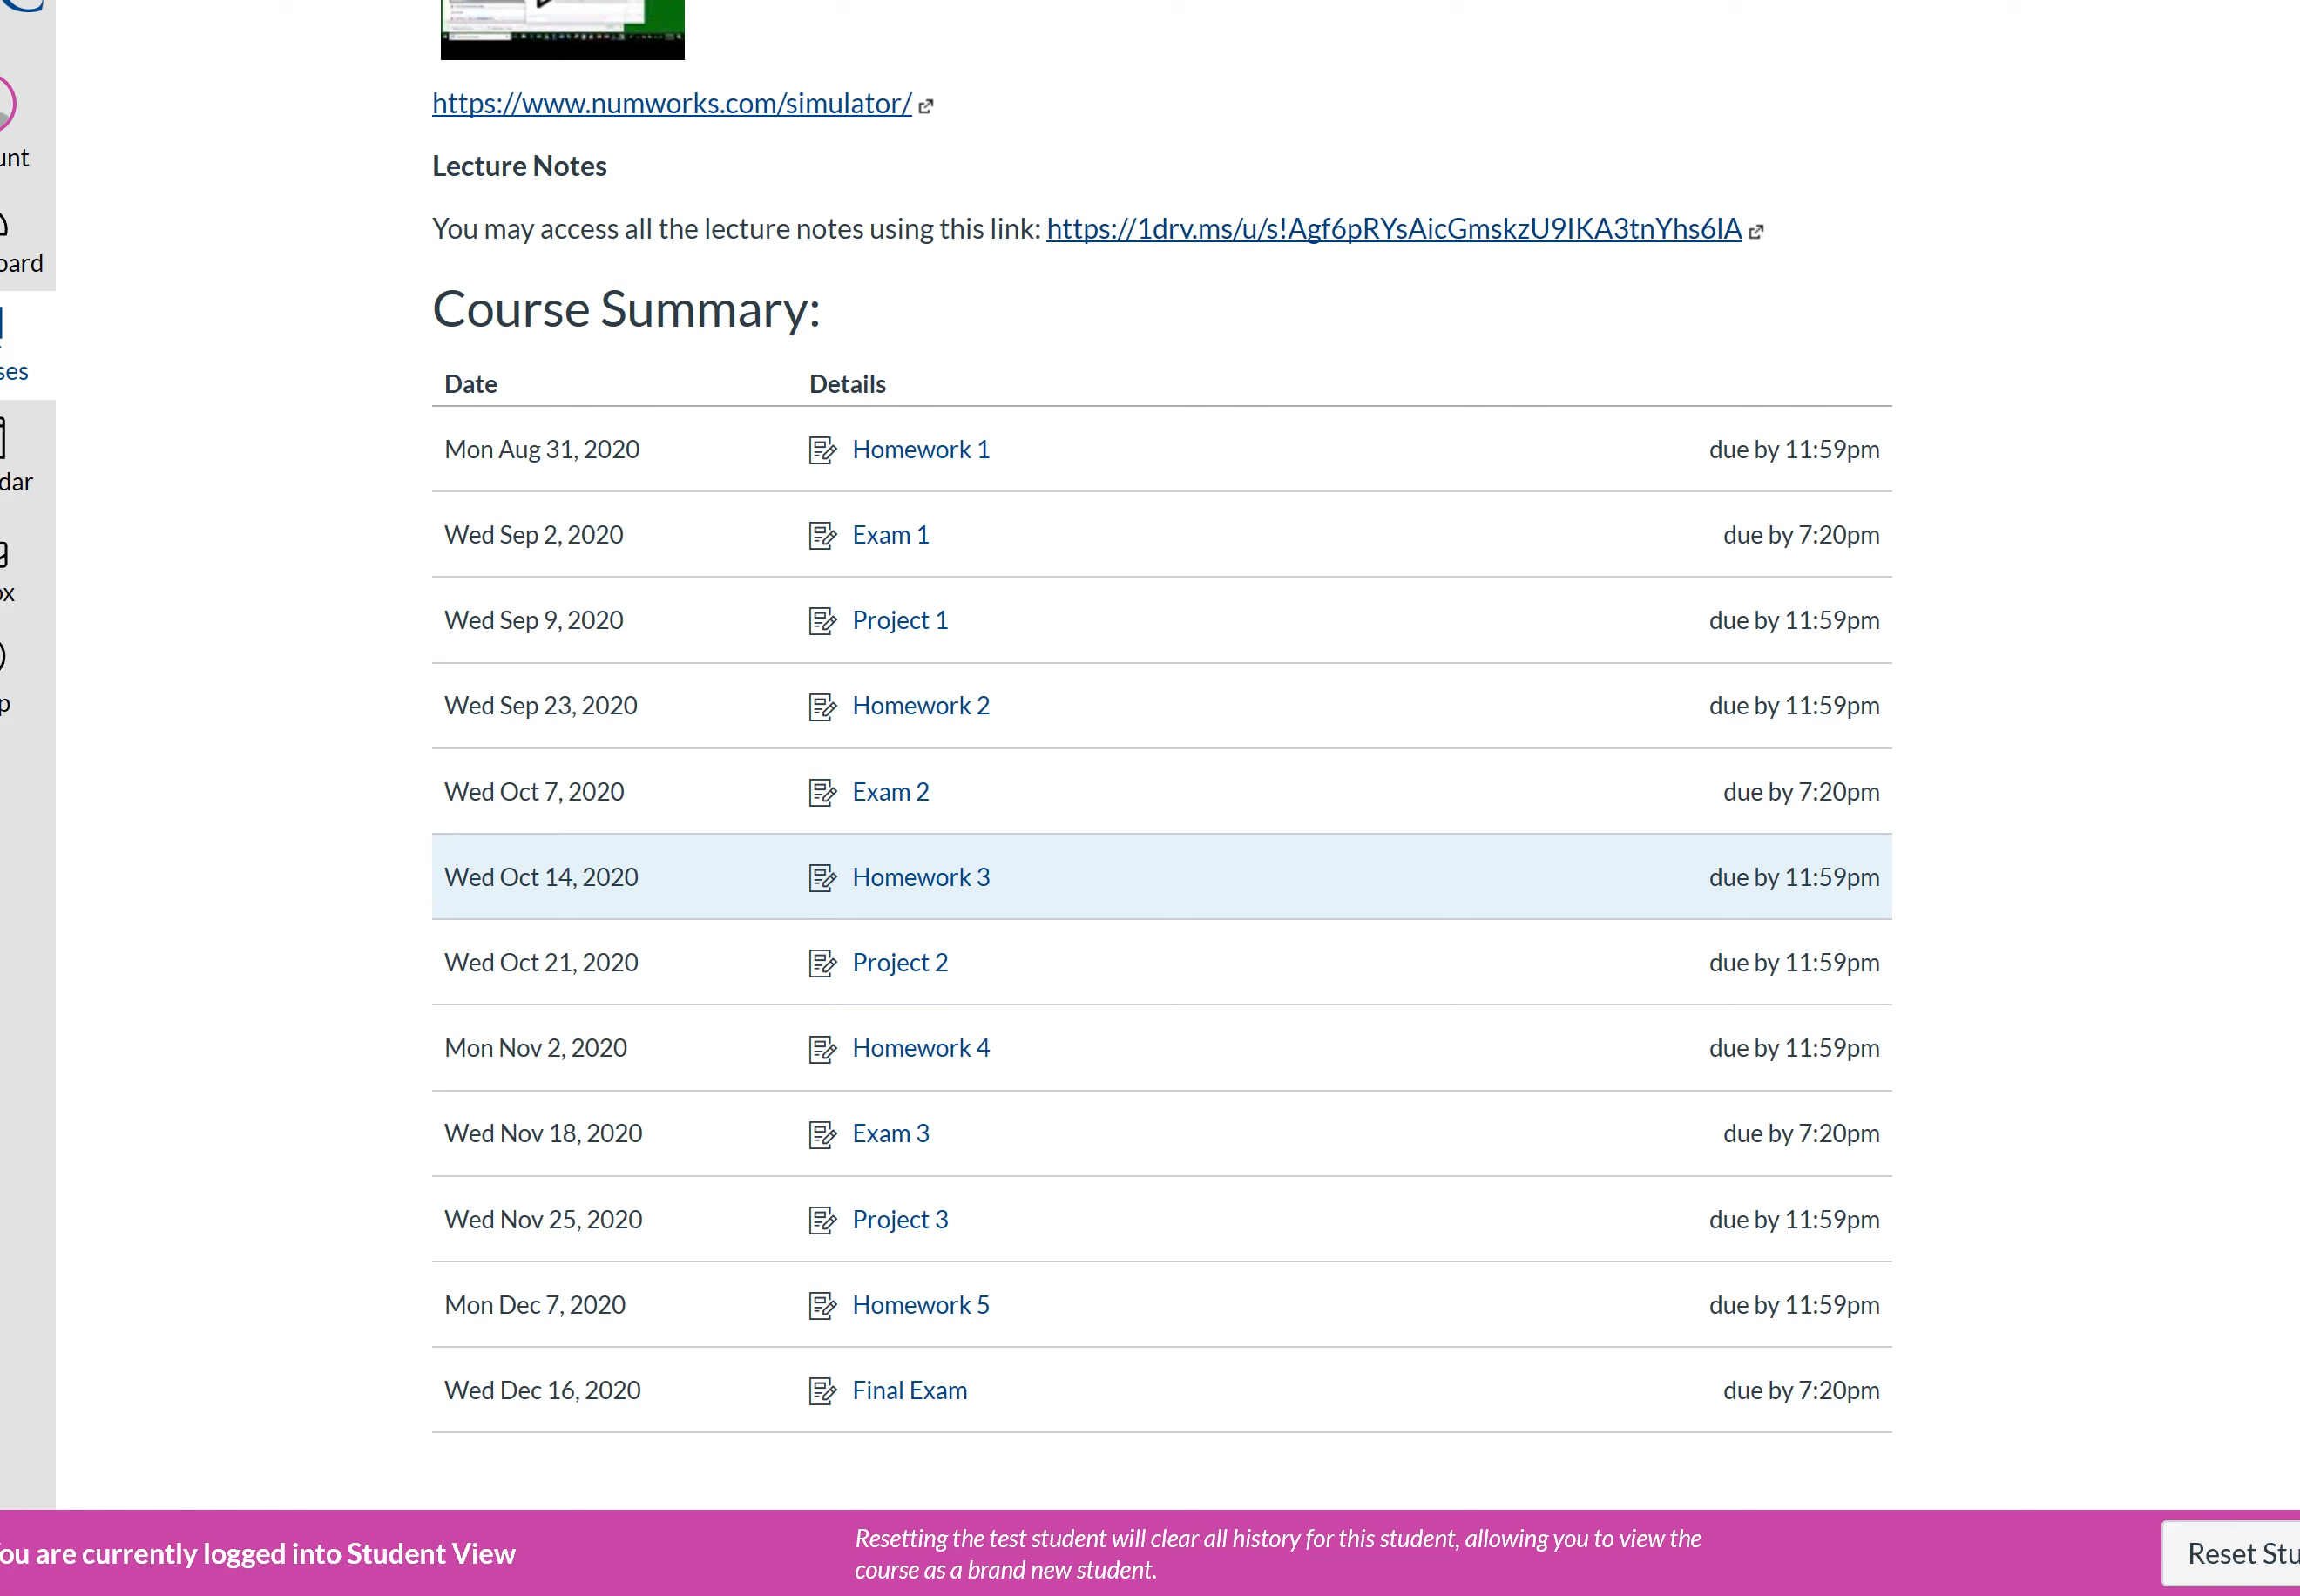 https://www.numworks.com/simulator/
unt
Lecture Notes
You may access all the lecture notes using this link: https://1drv.ms/u/s!Agf6pRYsAicGmskzU9IKA3tnYhs6lA
oard
Course Summary:
ses
Date Details
Mon Aug 31, 2020 Homework 1 due by 11:59pm
dar
Wed Sep 2, 2020 Exam 1 due by 7:20pm
ox
Wed Sep 9, 2020 Project 1 due by 11:59pm
p
Wed Sep 23, 2020 Homework 2 due by 11:59pm
Wed Oct 7, 2020 Exam 2 due by 7:20pm
Wed Oct 14, 2020 Homework 3 due by 11:59pm
Wed Oct 21, 2020 Project 2 due by 11:59pm
Mon Nov 2, 2020 Homework 4 due by 11:59pm
Wed Nov 18, 2020 Exam 3 due by 7:20pm
Wed Nov 25, 2020 Project 3 due by 11:59pm
Mon Dec 7, 2020 Homework 5 due by 11:59pm
Wed Dec 16, 2020 Final Exam due by 7:20pm
ou are currently logged into Student View
Resetting the test student will clear all history for this student, allowing you to view the
course as a brand new student.
Reset Stu